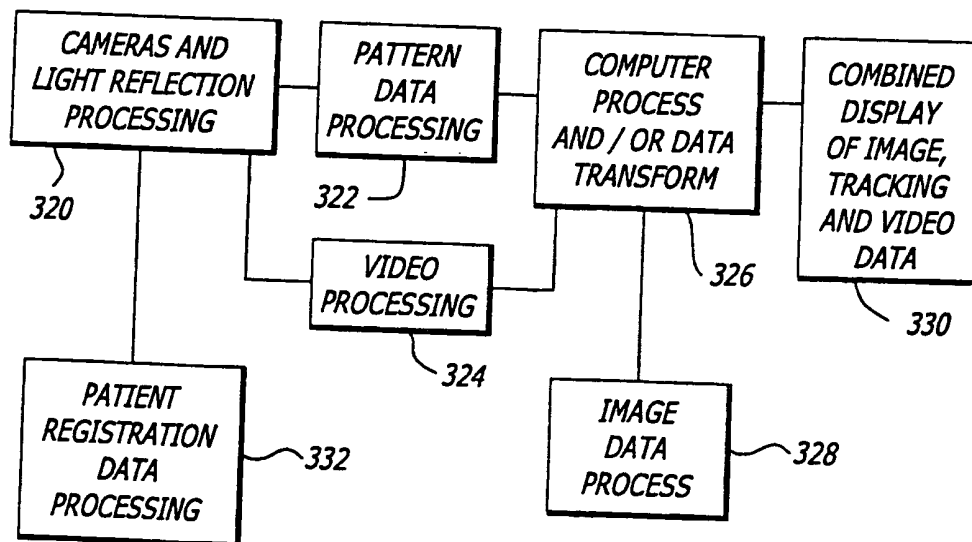 CAMERAS AND
LIGHT REFLECTION
PROCESSING
320
PATTERN
DATA
PROCESSING
322
COMPUTER
PROCESS
AND / OR DATA
TRANSFORM
326
COMBINED
DISPLAY
OF IMAGE,
TRACKING
AND VIDEO
DATA
330
VIDEO
PROCESSING
324
PATIENT
REGISTRATION
DATA
PROCESSING
332
IMAGE
DATA
PROCESS
328